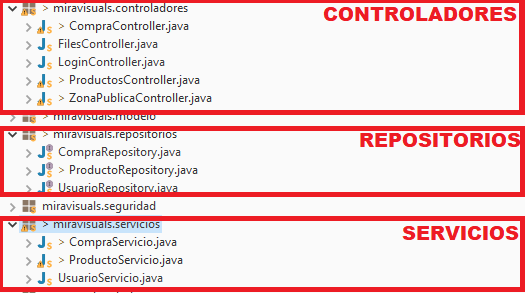 > miravisuals.controladores
CONTROLADORES
> CompraController.java
FilesController.java
LoginController.java
> ProductosController.java
> ZonaPublicaController.java
miravisuals.modelo
> miravisuals.repositorios
REPOSITORIOS
CompraRepository.java
> ProductoRepository.java
UsuarioRepository.java
miravisuals.seguridad
> miravisuals.servicios
SERVICIOS
> CompraServicio.java
> ProductoServicio.java
UsuarioServicio.java